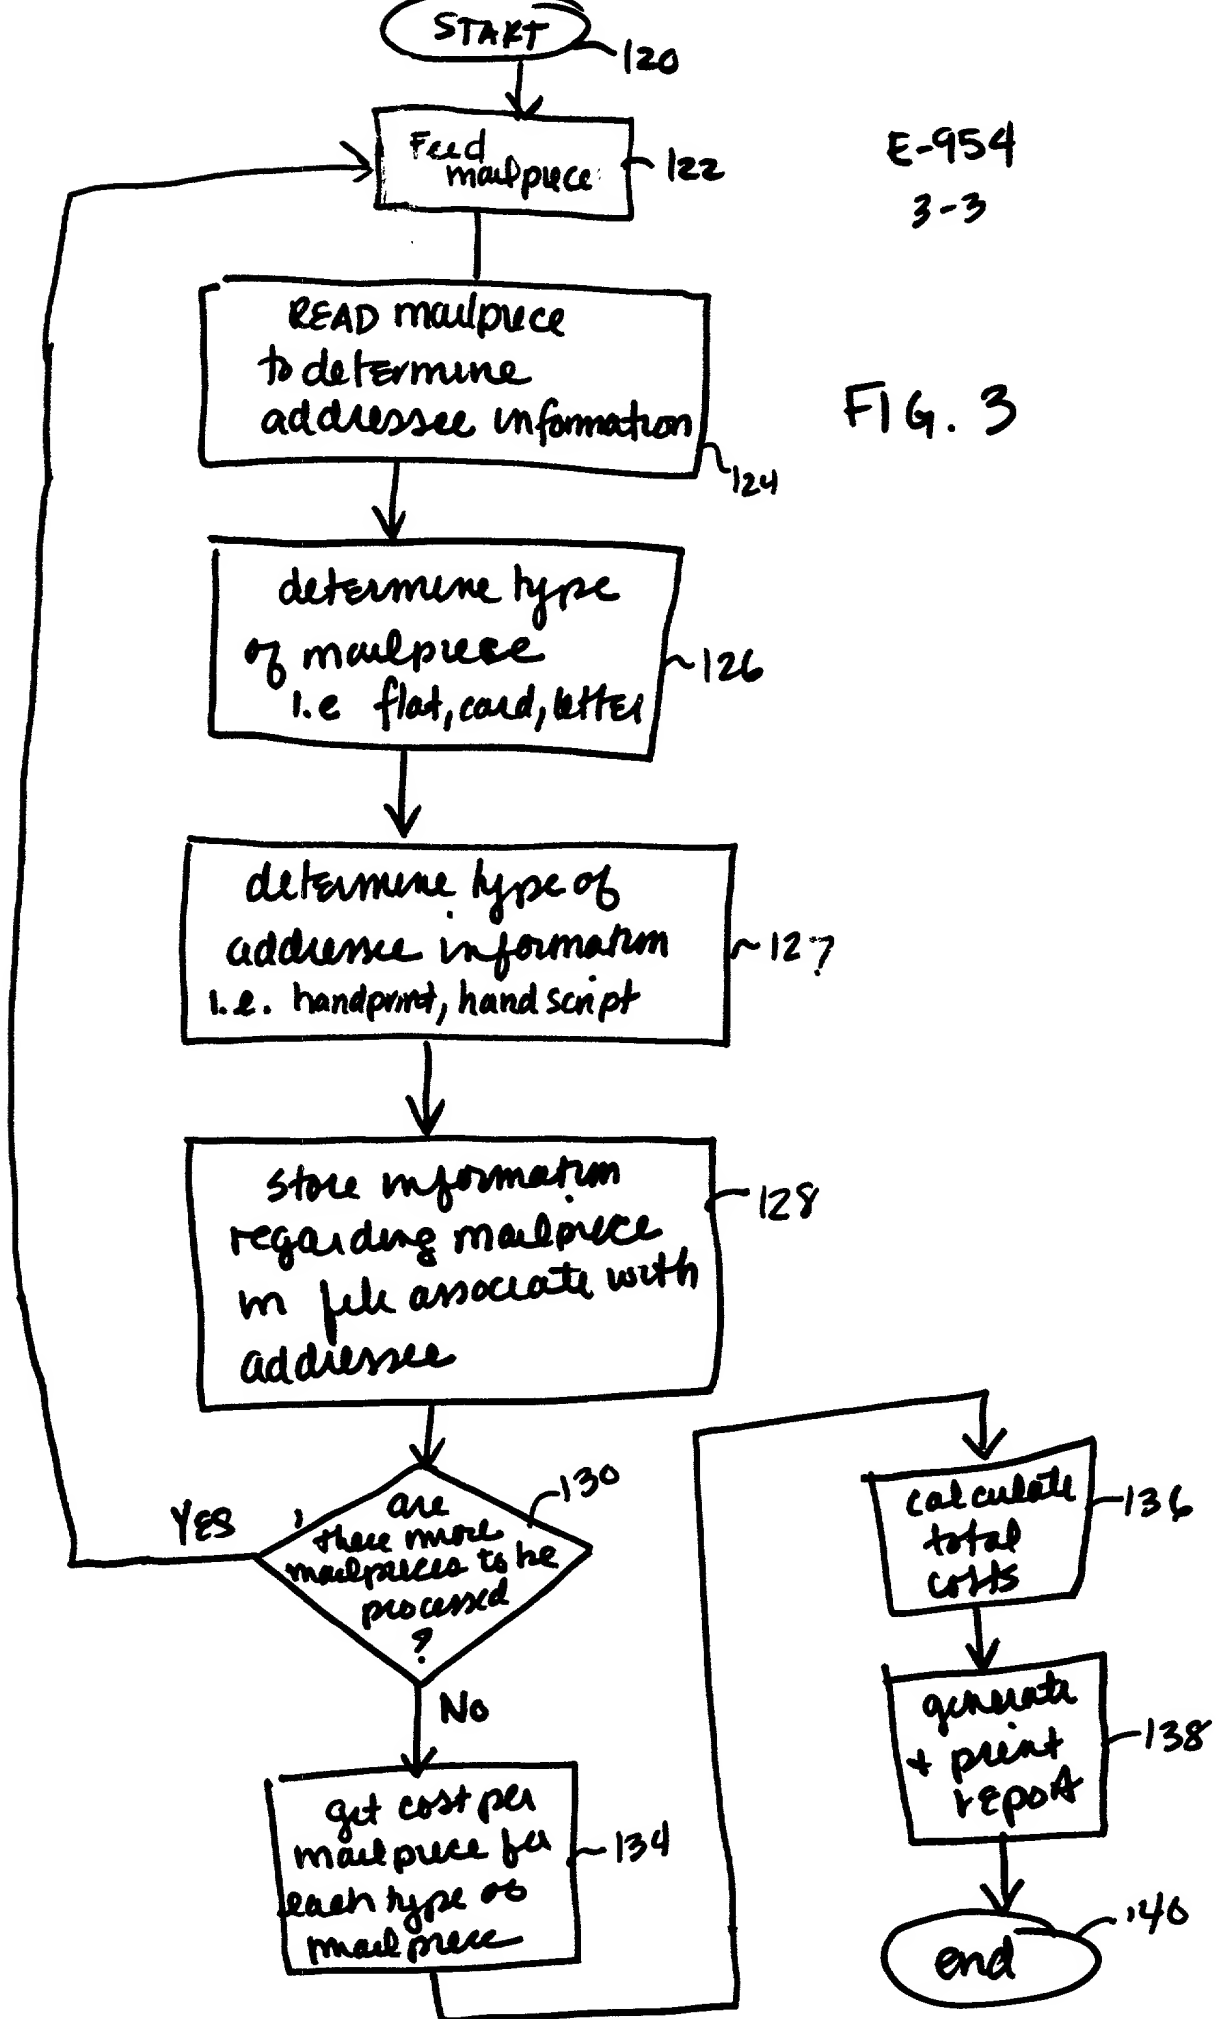 START
120
Feed
mailpiece
122
E-954
3-3
READ mailpiece
to determine
addressee information
124
FIG. 3
determine type
of mailpiece
i.e flat, card, letter
126
determine type of
addressee information
i.e. handprint, hand script
127
store information
regarding mailpiece
in file associate with
addressee
128
130
YES
are
there more
mailpieces to be
processed
?
No
get cost per
mailpiece for
each type of
mailpiece
134
calculate
total
costs
136
generate
+ print
report
138
end
140